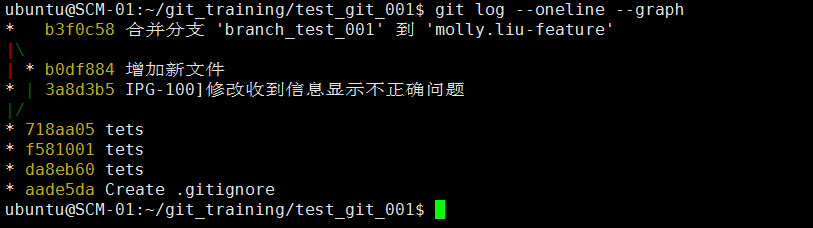 ubuntu@SCM-01:~/git_training/test_git_001$ git log --oneline --graph
*   b3f0c58 合并分支 'branch_test_001' 到 'molly.liu-feature'
|\
| * b0df884 增加新文件
* | 3a8d3b5 IPG-100]修改收到信息显示不正确问题
|/
* 718aa05 tets
* f581001 tets
* da8eb60 tets
* aade5da Create .gitignore
ubuntu@SCM-01:~/git_training/test_git_001$